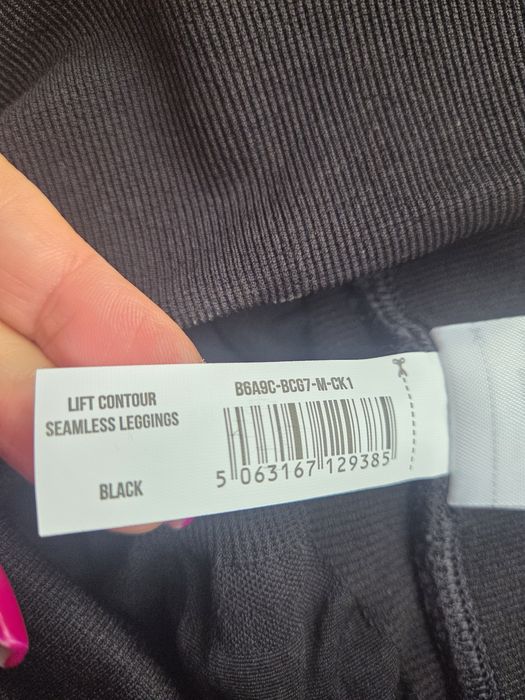 LIFT CONTOUR
SEAMLESS LEGGINGS
BLACK
B6A9C-BCG7-M-CK1
5 063167 129385